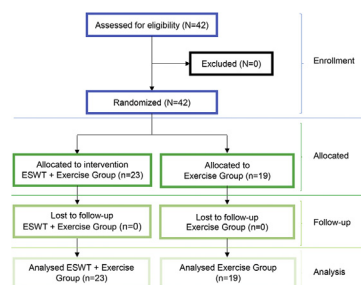 Assessed for eligibility (N=42)
Excluded (N=0)
Enrollment
Randomized (N=42)
Allocated to intervention
ESWT + Exercise Group (n=23)
Allocated to
Exercise Group (n=19)
Allocated
Lost to follow-up
ESWT + Exercise Group (n=0)
Lost to follow-up
Exercise Group (n=0)
Follow-up
Analysed ESWT + Exercise
Group (n=23)
Analysed Exercise Group
(n=19)
Analysis